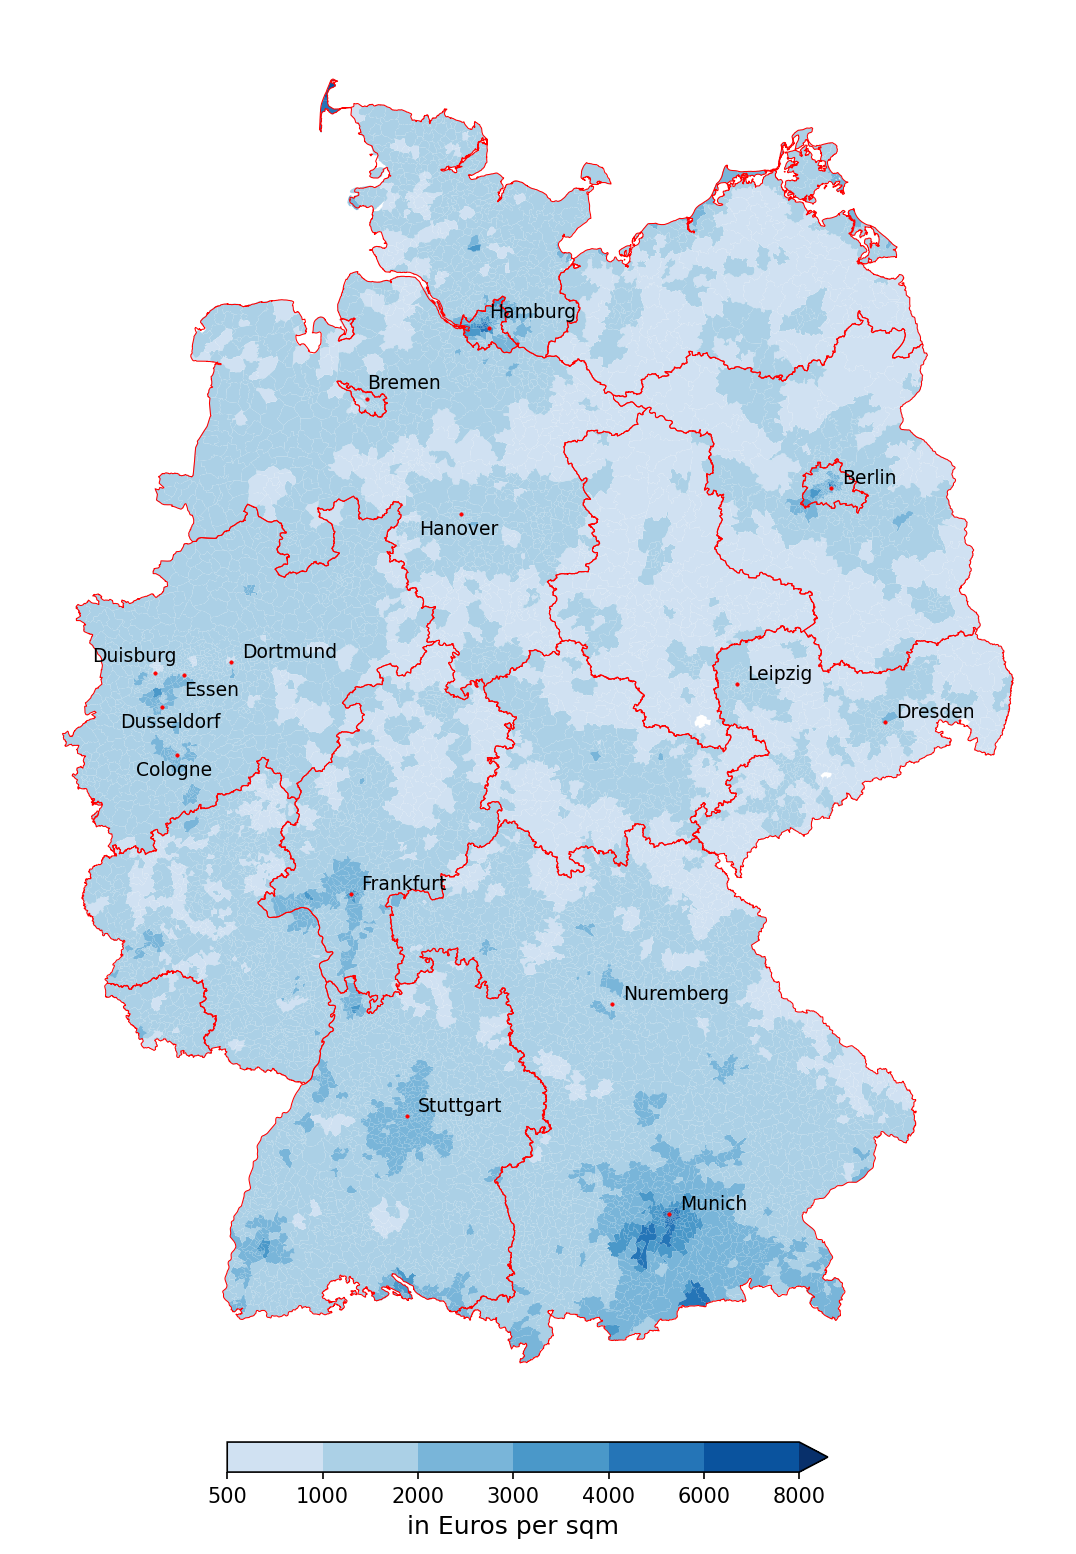 Hamburg
Bremen
Berlin
Hanover
Dortmund
Duisburg
Essen
Leipzig
Dusseldorf
Dresden
Cologne
Frankfurt
Nuremberg
Stuttgart
Munich
500 1000 2000 3000 4000 6000 8000
in Euros per sqm